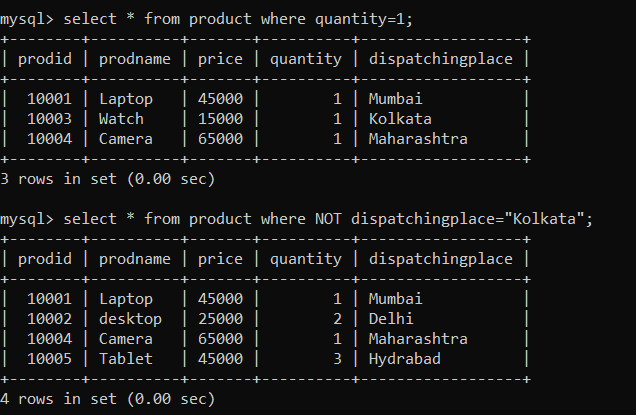 mysql> select * from product where quantity=1;
+--------+----------+-------+----------+------------------+
| prodid | prodname | price | quantity | dispatchingplace |
+--------+----------+-------+----------+------------------+
|  10001 | Laptop   | 45000 |        1 | Mumbai           |
|  10003 | Watch    | 15000 |        1 | Kolkata          |
|  10004 | Camera   | 65000 |        1 | Maharashtra      |
+--------+----------+-------+----------+------------------+
3 rows in set (0.00 sec)
mysql> select * from product where NOT dispatchingplace="Kolkata";
+--------+----------+-------+----------+------------------+
| prodid | prodname | price | quantity | dispatchingplace |
+--------+----------+-------+----------+------------------+
|  10001 | Laptop   | 45000 |        1 | Mumbai           |
|  10002 | desktop  | 25000 |        2 | Delhi            |
|  10004 | Camera   | 65000 |        1 | Maharashtra      |
|  10005 | Tablet   | 45000 |        3 | Hydrabad         |
+--------+----------+-------+----------+------------------+
4 rows in set (0.00 sec)